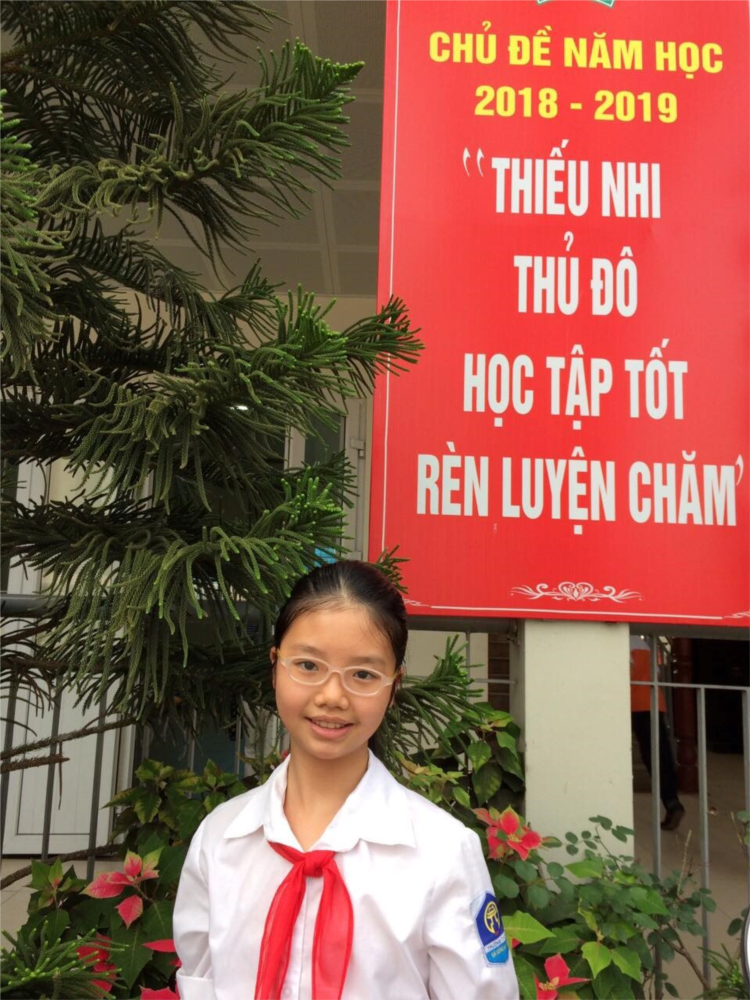 CHỦ ĐỀ NĂM HỌC
2018 - 2019
"THIẾU NHI
THỦ ĐÔ
HỌC TẬP TỐT
RÈN LUYỆN CHĂM'